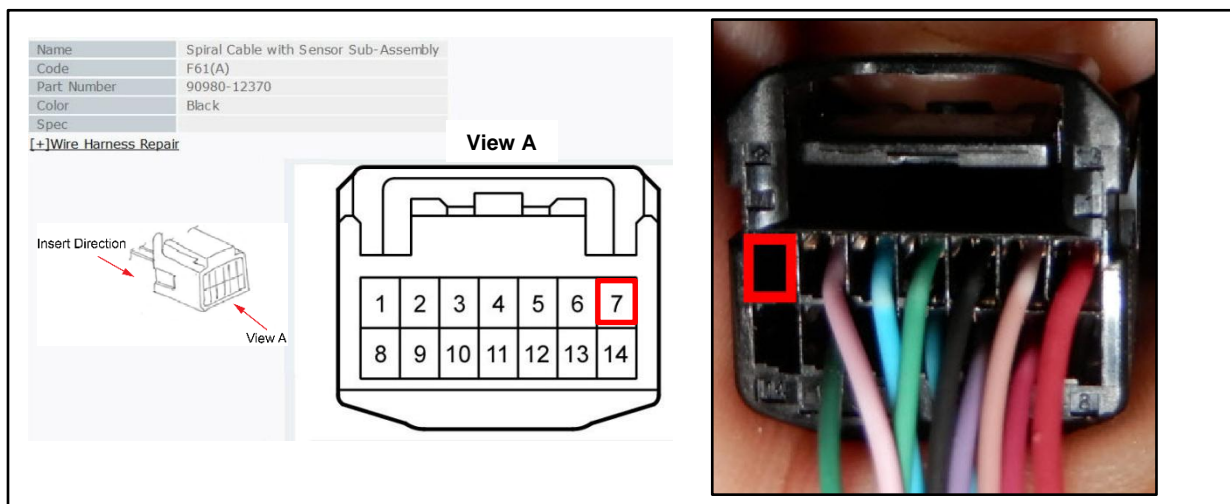 Name Spiral Cable with Sensor Sub-Assembly
Code F61(A)
Part Number 90980-12370
Color Black
Spec
[+]Wire Harness Repair
View A
Insert Direction
View A
1 2 3 4 5 6 7
8 9 10 11 12 13 14
8